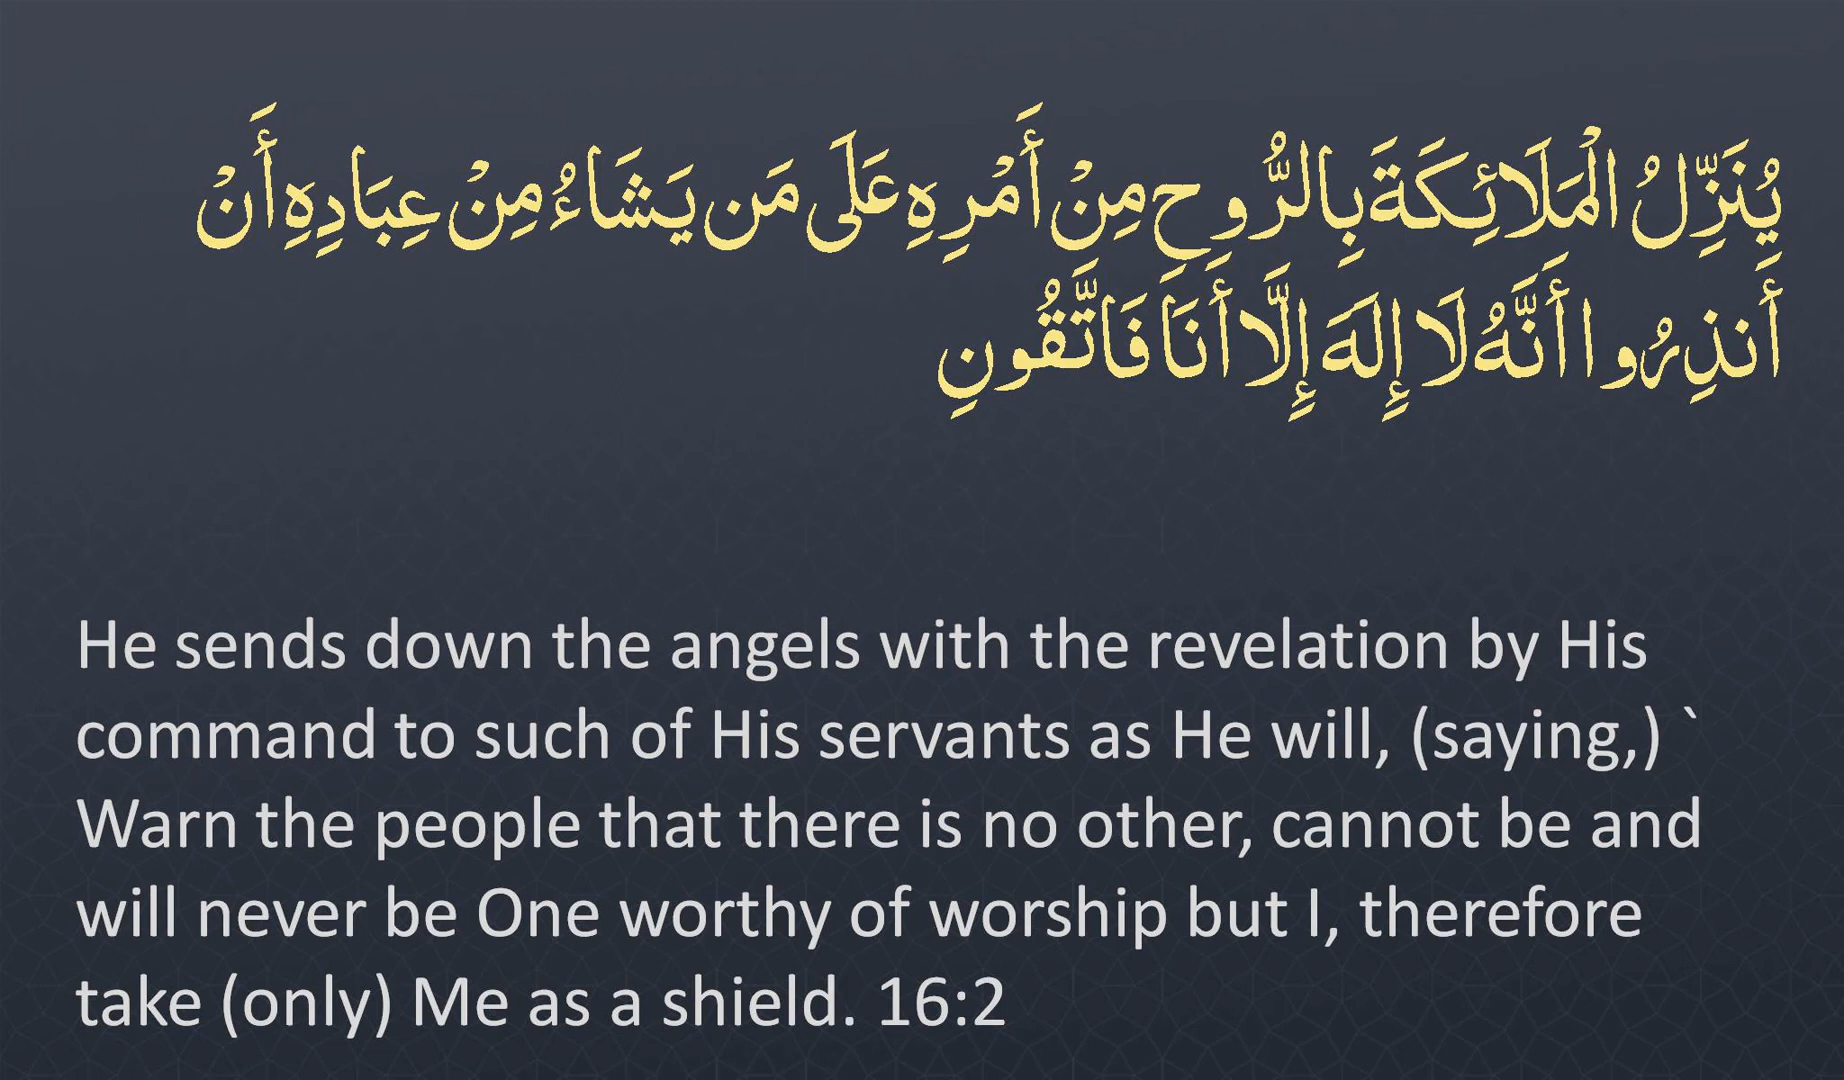 يُنَزِّلُ الْمَلَائِكَةَ بِالرُّوحِ مِنْ أَمْرِهِ عَلَى مَن يَشَاءُ مِنْ عِبَادِهِ أَنْ
أَنذِرُوا أَنَّهُ لَا إِلَهَ إِلَّا أَنَا فَاتَّقُونِ
He sends down the angels with the revelation by His
command to such of His servants as He will, (saying,) `
Warn the people that there is no other, cannot be and
will never be One worthy of worship but I, therefore
take (only) Me as a shield. 16:2